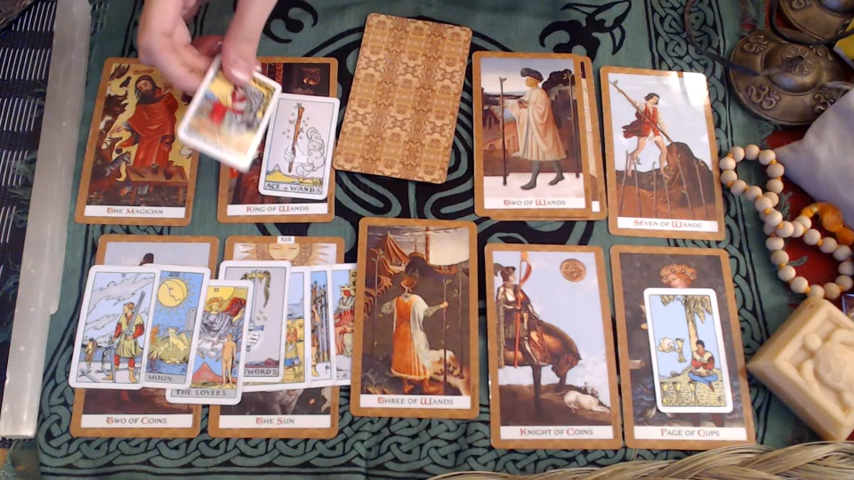 THE MAGICIAN
KING OF WANDS
ACE of WANDS.
TWO OF WANDS
SEVEN OF WANDS
XIX
MOON
THE LOVERS.
SWORDS
TWO OF COINS
THE SUN
THREE OF WANDS
KNIGHT OF COINS
PAGE OF CUPS